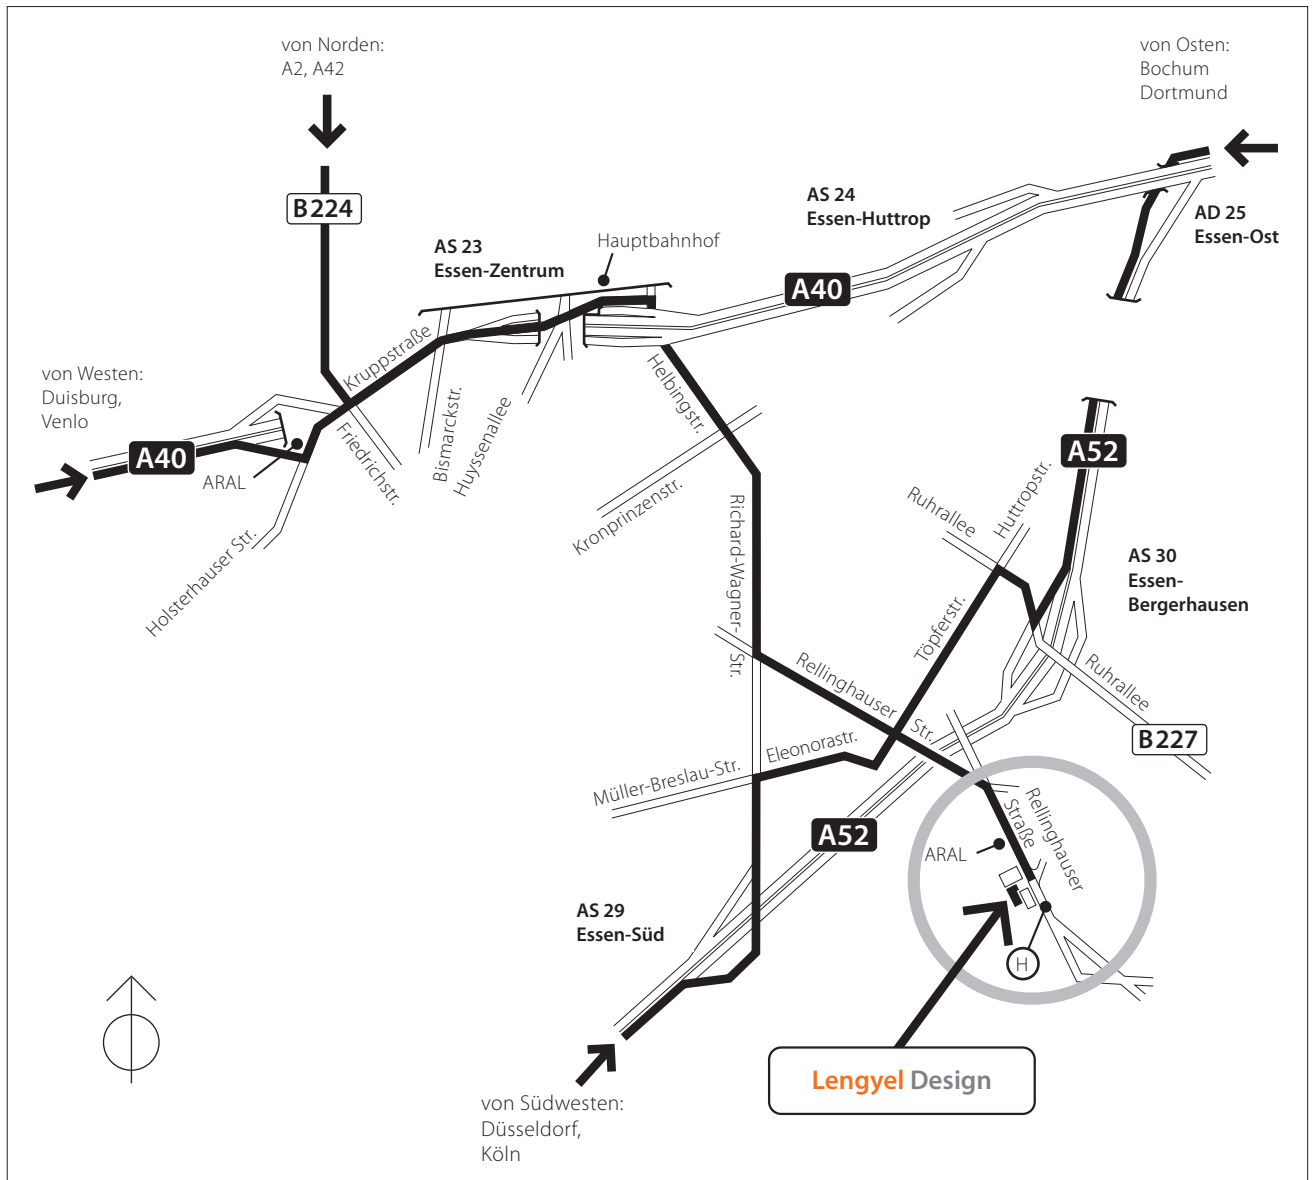 von Norden:
A2, A42
von Osten:
Bochum
Dortmund
B224
AS 24
Essen-Huttrop
AD 25
Essen-Ost
AS 23
Essen-Zentrum
Hauptbahnhof
A40
Kruppstraße
von Westen:
Duisburg,
Venlo
A40
ARAL
Friedrichstr.
Bismarckstr.
Huyssenallee
Helbingstr.
Kronprinzenstr.
Holsterhauser Str.
Richard-Wagner-
Str.
A52
Ruhrallee
Huttropstr.
AS 30
Essen-
Bergerhausen
Töpferstr.
Rellinghauser
Str.
Ruhrallee
B227
Eleonorastr.
Müller-Breslau-Str.
A52
Rellinghauser
Straße
ARAL
AS 29
Essen-Süd
H
Lengyel Design
von Südwesten:
Düsseldorf,
Köln